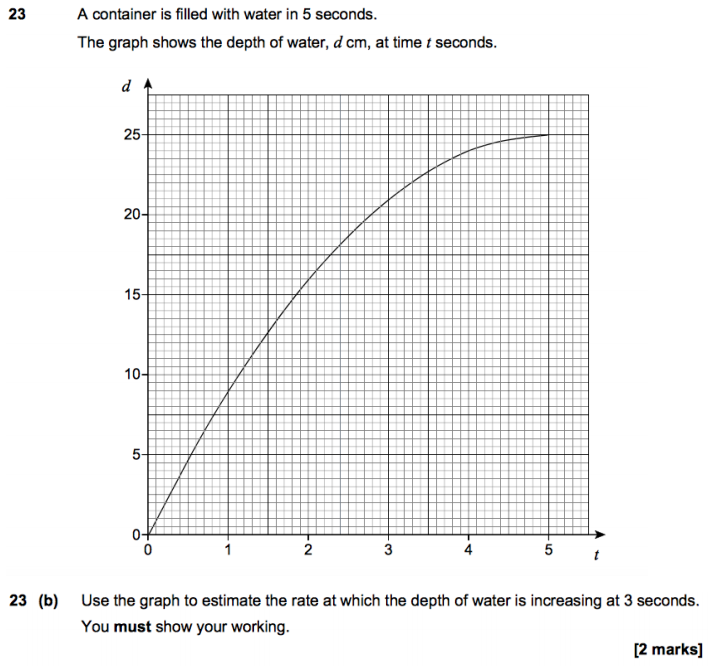 23 A container is filled with water in 5 seconds.
The graph shows the depth of water, d cm, at time t seconds.
d
25
20
15
10
5
0
0 1 2 3 4 5 t
23 (b) Use the graph to estimate the rate at which the depth of water is increasing at 3 seconds.
You must show your working.
[2 marks]